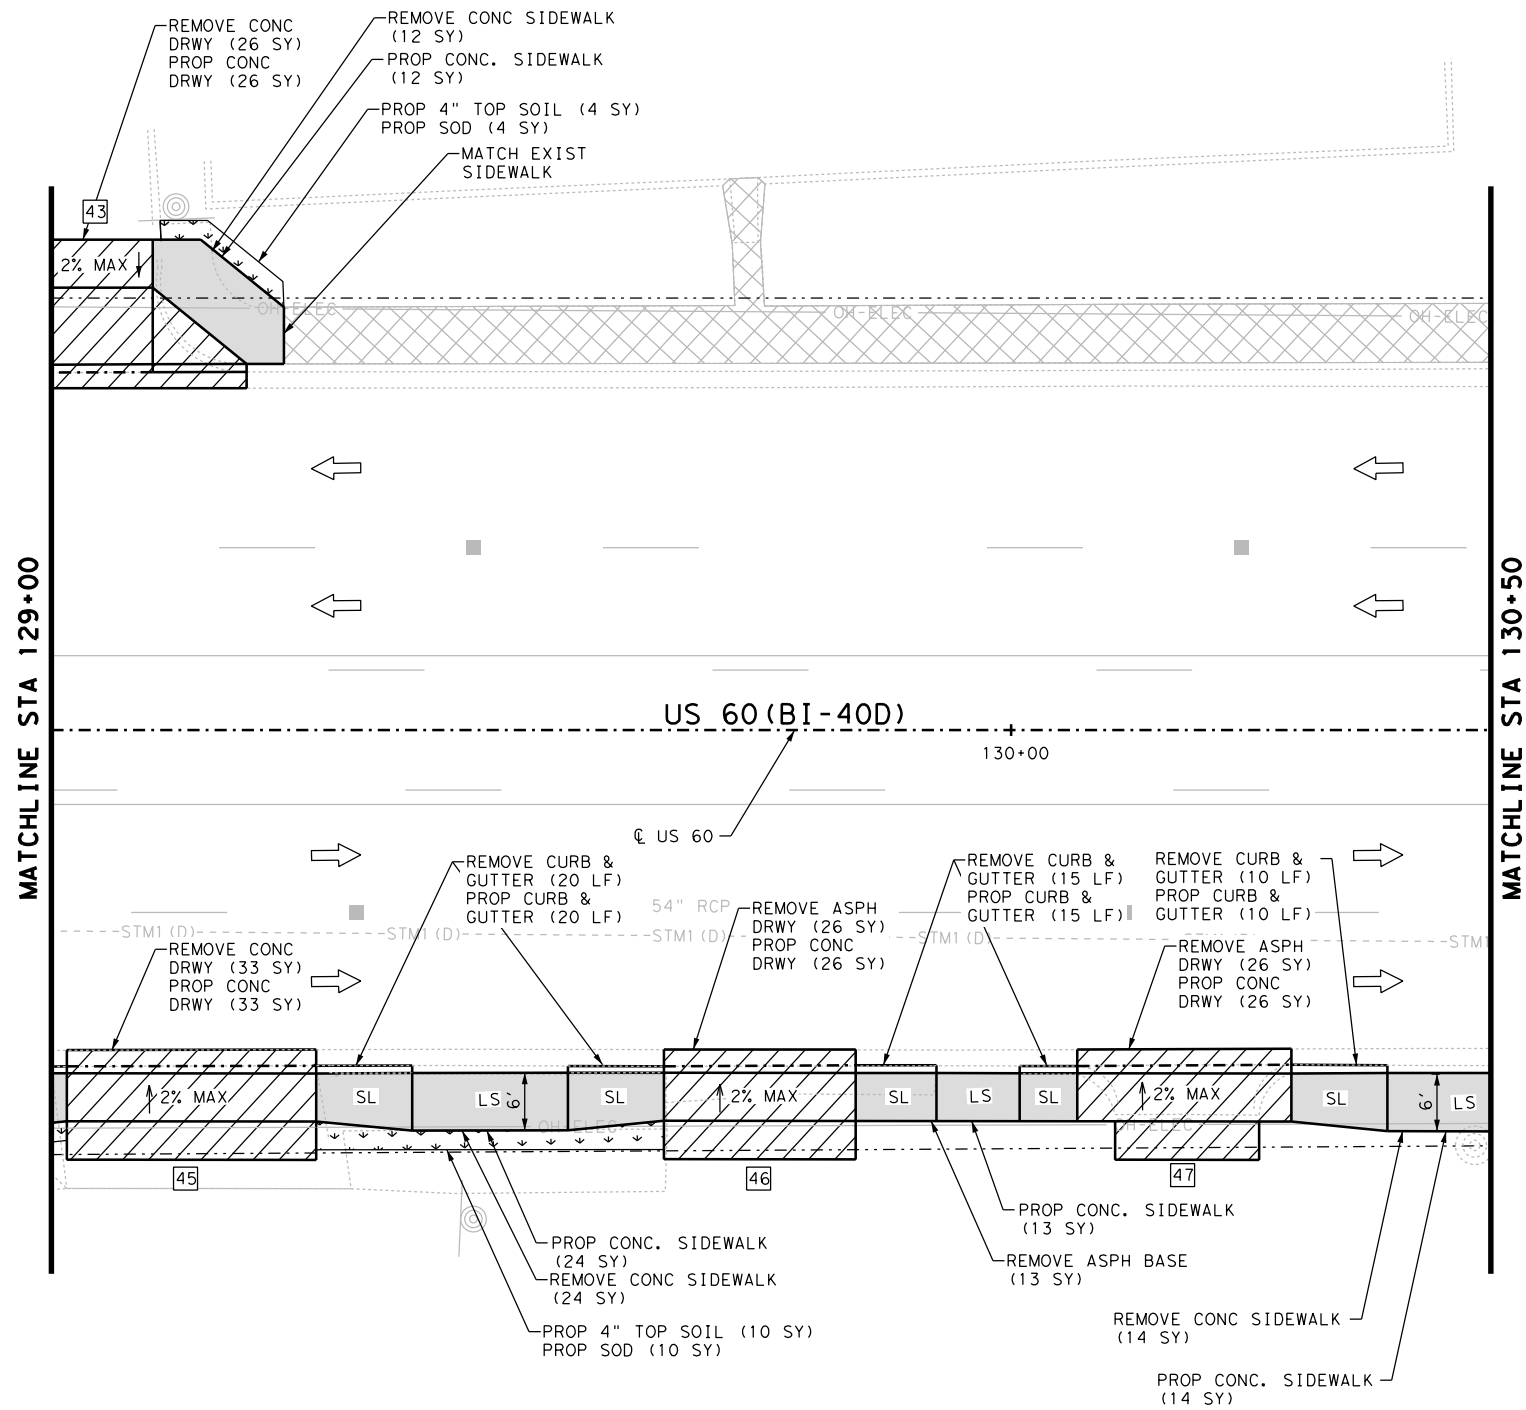 REMOVE CONC
DRWY (26 SY)
PROP CONC
DRWY (26 SY)
REMOVE CONC SIDEWALK
(12 SY)
PROP CONC. SIDEWALK
(12 SY)
PROP 4" TOP SOIL (4 SY)
PROP SOD (4 SY)
MATCH EXIST
SIDEWALK
43
2% MAX
OH-ELEC
OH-ELEC
OH-ELEC
MATCHLINE STA 129+00
MATCHLINE STA 130+50
US 60(BI-40D)
130+00
℄ US 60
REMOVE CURB &
GUTTER (20 LF)
PROP CURB &
GUTTER (20 LF)
REMOVE CURB &
GUTTER (15 LF)
PROP CURB &
GUTTER (15 LF)
REMOVE CURB &
GUTTER (10 LF)
PROP CURB &
GUTTER (10 LF)
54" RCP
STM1(D)
STM1(D)
STM1(D)
STM1(D)
STM1
REMOVE CONC
DRWY (33 SY)
PROP CONC
DRWY (33 SY)
REMOVE ASPH
DRWY (26 SY)
PROP CONC
DRWY (26 SY)
REMOVE ASPH
DRWY (26 SY)
PROP CONC
DRWY (26 SY)
2% MAX
SL
LS
6'
SL
2% MAX
SL
LS
SL
2% MAX
SL
6'
LS
OH-ELEC
OH-ELEC
45
46
47
PROP CONC. SIDEWALK
(24 SY)
REMOVE CONC SIDEWALK
(24 SY)
PROP 4" TOP SOIL (10 SY)
PROP SOD (10 SY)
PROP CONC. SIDEWALK
(13 SY)
REMOVE ASPH BASE
(13 SY)
REMOVE CONC SIDEWALK
(14 SY)
PROP CONC. SIDEWALK
(14 SY)